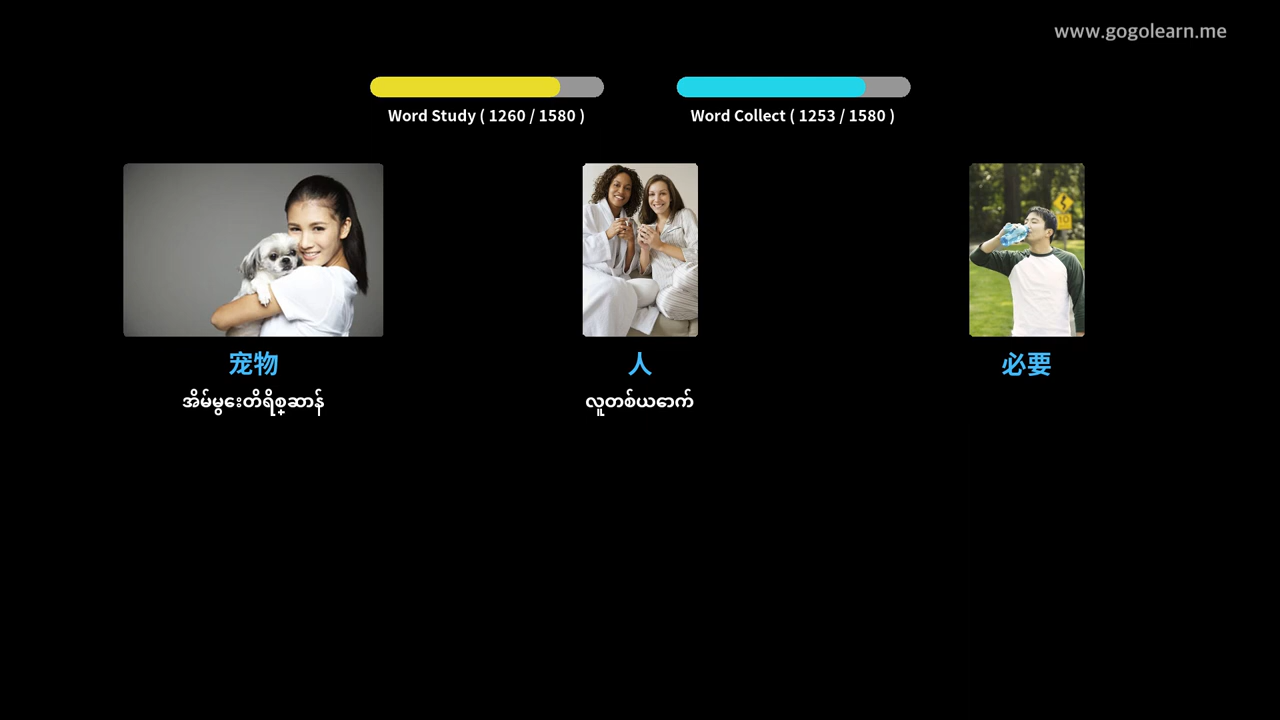 www.gogolearn.me
Word Study ( 1260 / 1580 )
Word Collect ( 1253 / 1580 )
宠物
人
必要
အိမ်မွေးတိရိစ္ဆာန်
လူတစ်ယောက်